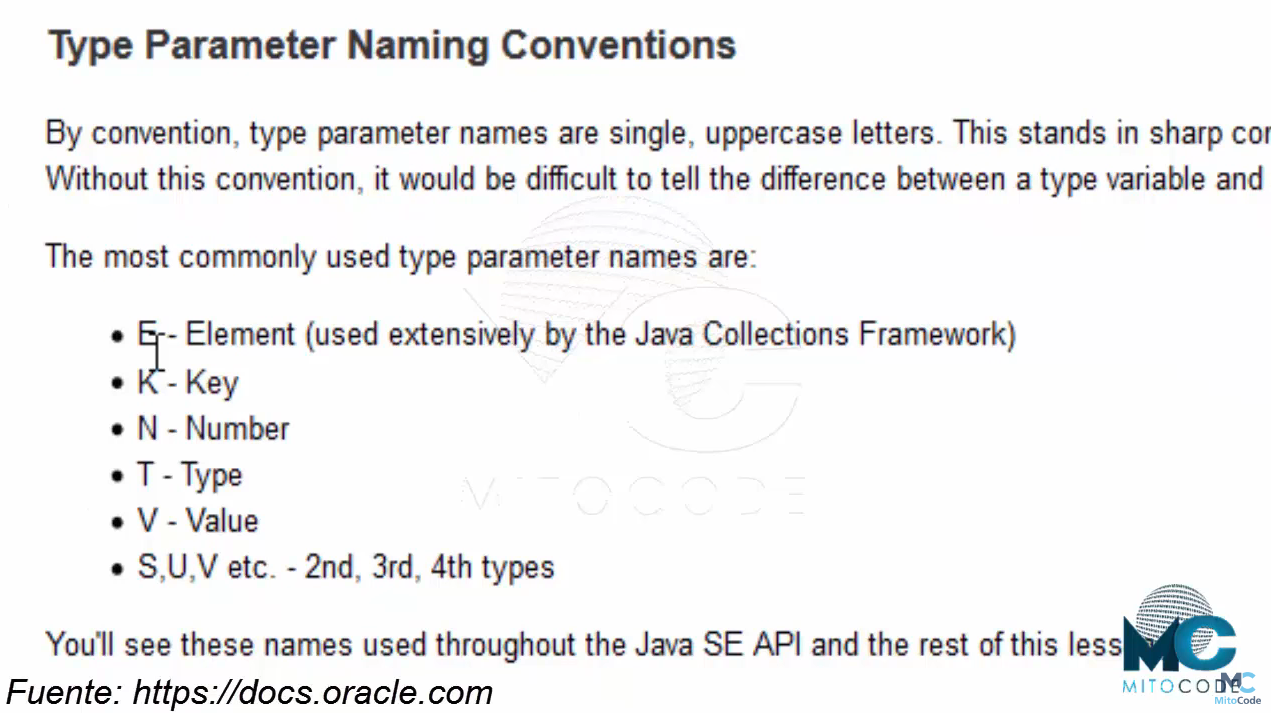 Type Parameter Naming Conventions
By convention, type parameter names are single, uppercase letters. This stands in sharp
Without this convention, it would be difficult to tell the difference between a type variable and
The most commonly used type parameter names are:
• E - Element (used extensively by the Java Collections Framework)
• K - Key
• N - Number
• T - Type
• V - Value
• S,U,V etc. - 2nd, 3rd, 4th types
You'll see these names used throughout the Java SE API and the rest of this
Fuente: https://docs.oracle.com
MITOCODE
MC
MITOCODE
MC
MitoCode